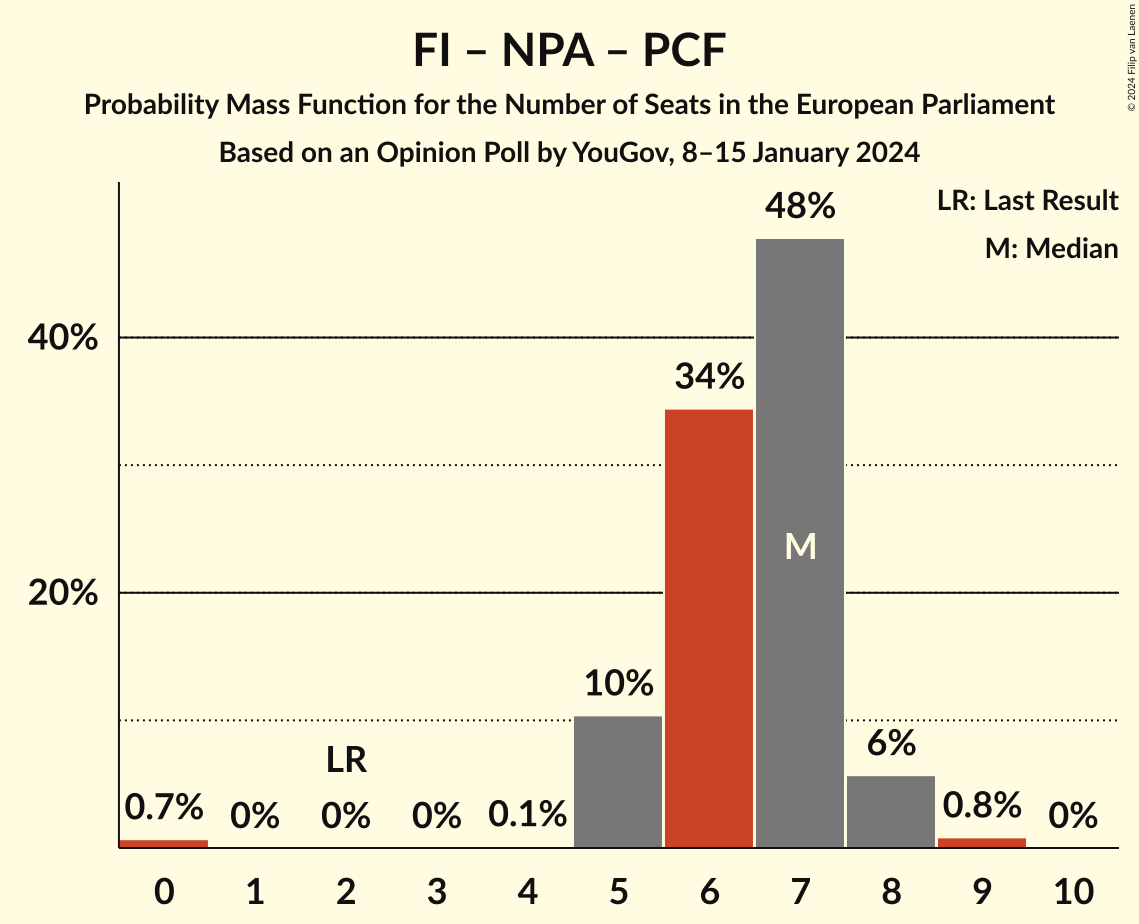 FI – NPA – PCF
Probability Mass Function for the Number of Seats in the European Parliament
Based on an Opinion Poll by YouGov, 8–15 January 2024
© 2024 Filip van Laenen
LR: Last Result
M: Median
48%
40%
34%
M
20%
10%
6%
LR
0.7%
0%
0%
0%
0.1%
0.8%
0%
0 1 2 3 4 5 6 7 8 9 10